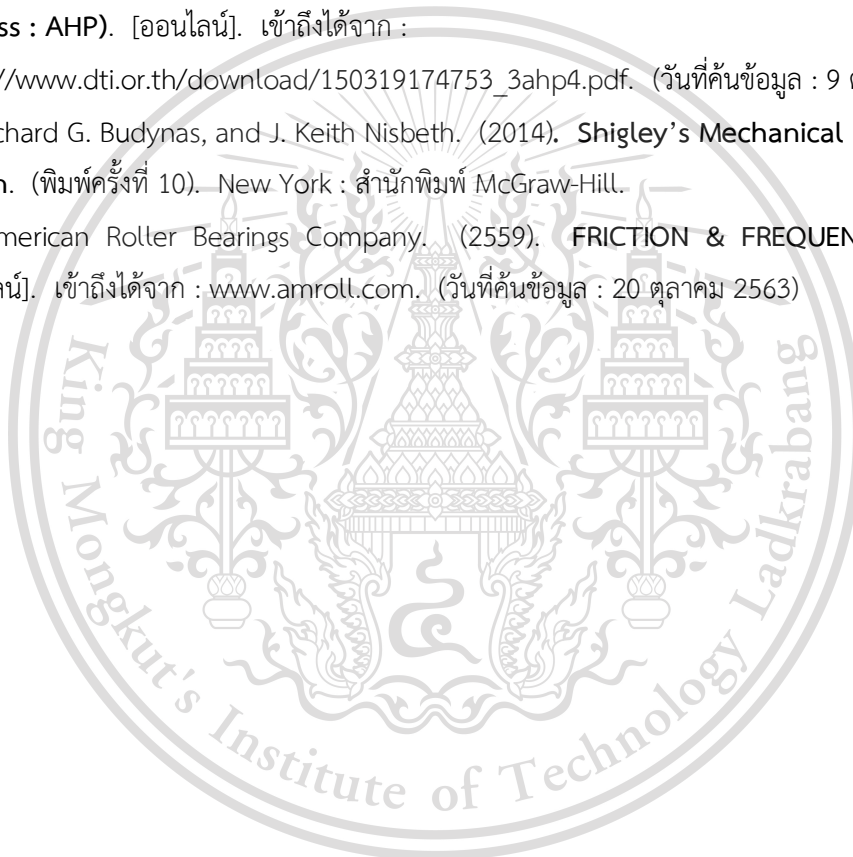 ss : AHP). [ออนไลน์]. เข้าถึงได้จาก :
//www.dti.or.th/download/150319174753_3ahp4.pdf. (วันที่ค้นข้อมูล : 9
chard G. Budynas, and J. Keith Nisbeth. (2014). Shigley's Mechanical
(พิมพ์ครั้งที่ 10). New York : สำนักพิมพ์ McGraw-Hill.
merican Roller Bearings Company. (2559). FRICTION & FREQUEN
ลน์]. เข้าถึงได้จาก : www.amroll.com. (วันที่ค้นข้อมูล : 20 ตุลาคม 2563)
King Mongkut's Institute of Technology Ladkrabang